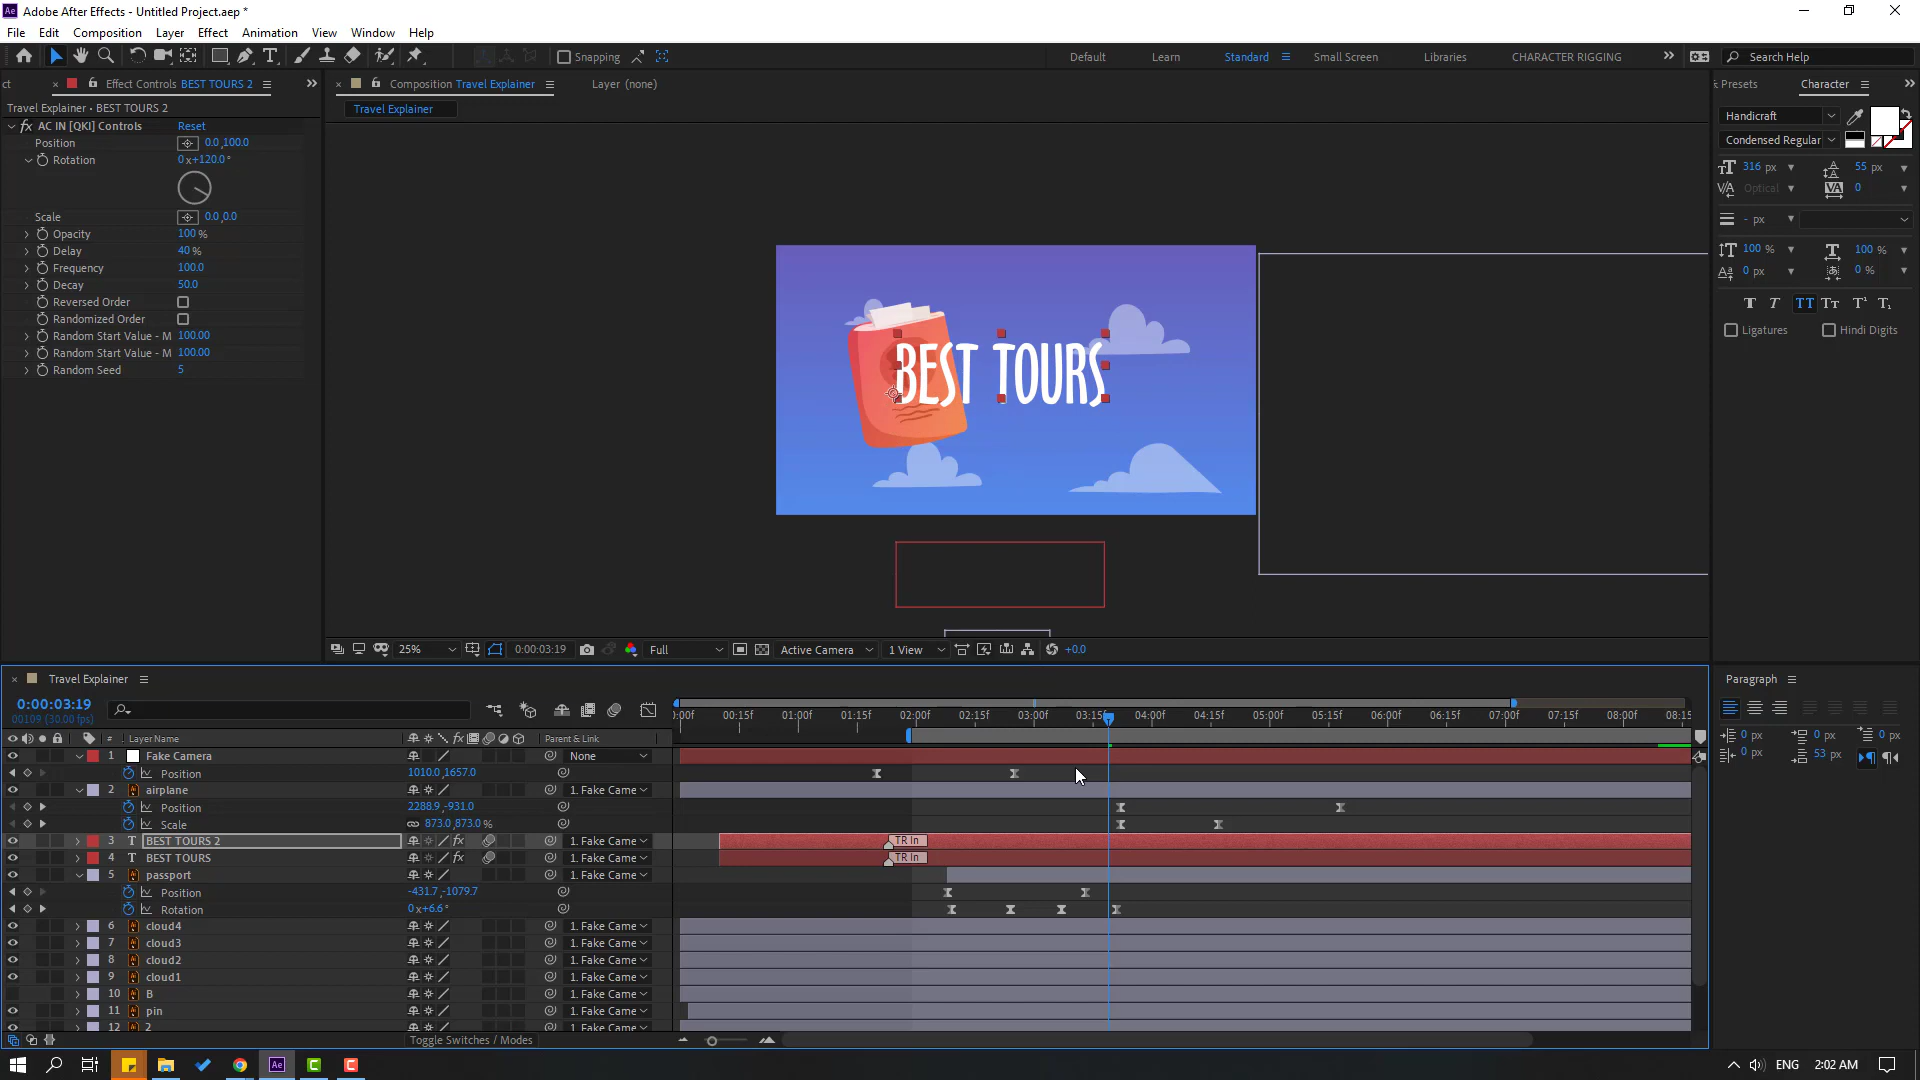 Adobe After Effects - Untitled Project.aep *
File Edit Composition Layer Effect Animation View Window Help
Snapping Default Learn Standard Small Screen Libraries CHARACTER RIGGING Search Help
Effect Controls BEST TOURS 2
Composition Travel Explainer
Layer (none)
Presets Character
Travel Explainer • BEST TOURS 2
Travel Explainer
fx AC IN [QKI] Controls Reset
Position 0.0,100.0
Rotation 0x+120.0°
Scale 0.0,0.0
Opacity 100 %
Delay 40 %
Frequency 100.0
Decay 50.0
Reversed Order
Randomized Order
Random Start Value - M 100.00
Random Start Value - M 100.00
Random Seed 5
Handicraft
Condensed Regular
316 px 55 px
Optical 0
- px
100 % 100 %
0 px 0 %
Ligatures Hindi Digits
BEST TOURS
25% 0:00:03:19 Full Active Camera 1 View +0.0
Travel Explainer
0:00:03:19
00109 (30.00 fps)
:00f 00:15f 01:00f 01:15f 02:00f 02:15f 03:00f 03:15f 04:00f 04:15f 05:00f 05:15f 06:00f 06:15f 07:00f 07:15f 08:00f 08:15
# Layer Name Parent & Link
1 Fake Camera None
Position 1010.0,1657.0
2 airplane 1. Fake Came
Position 2288.9,-931.0
Scale 873.0,873.0 %
3 T BEST TOURS 2 fx 1. Fake Came TR In
4 T BEST TOURS fx 1. Fake Came TR In
5 passport 1. Fake Came
Position -431.7,-1079.7
Rotation 0x+6.6°
6 cloud4 1. Fake Came
7 cloud3 1. Fake Came
8 cloud2 1. Fake Came
9 cloud1 1. Fake Came
10 B 1. Fake Came
11 pin 1. Fake Came
12 2 1. Fake Came
Toggle Switches / Modes
Paragraph
0 px 0 px 0 px
0 px 53 px
ENG 2:02 AM